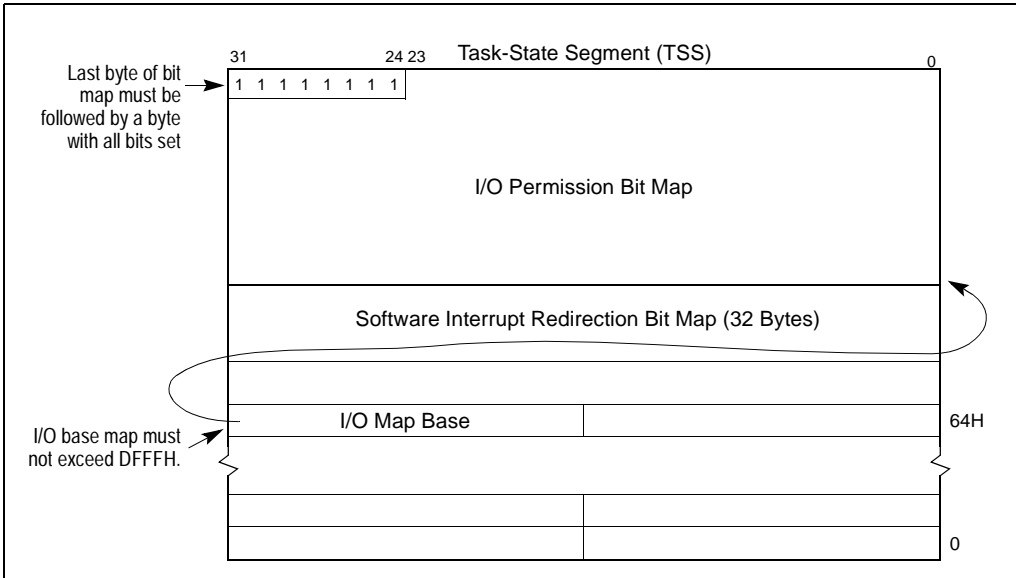 Task-State Segment (TSS)
31 24 23 0
Last byte of bit
map must be
followed by a byte
with all bits set
1 1 1 1 1 1 1 1
I/O Permission Bit Map
Software Interrupt Redirection Bit Map (32 Bytes)
I/O Map Base
64H
I/O base map must
not exceed DFFFH.
0